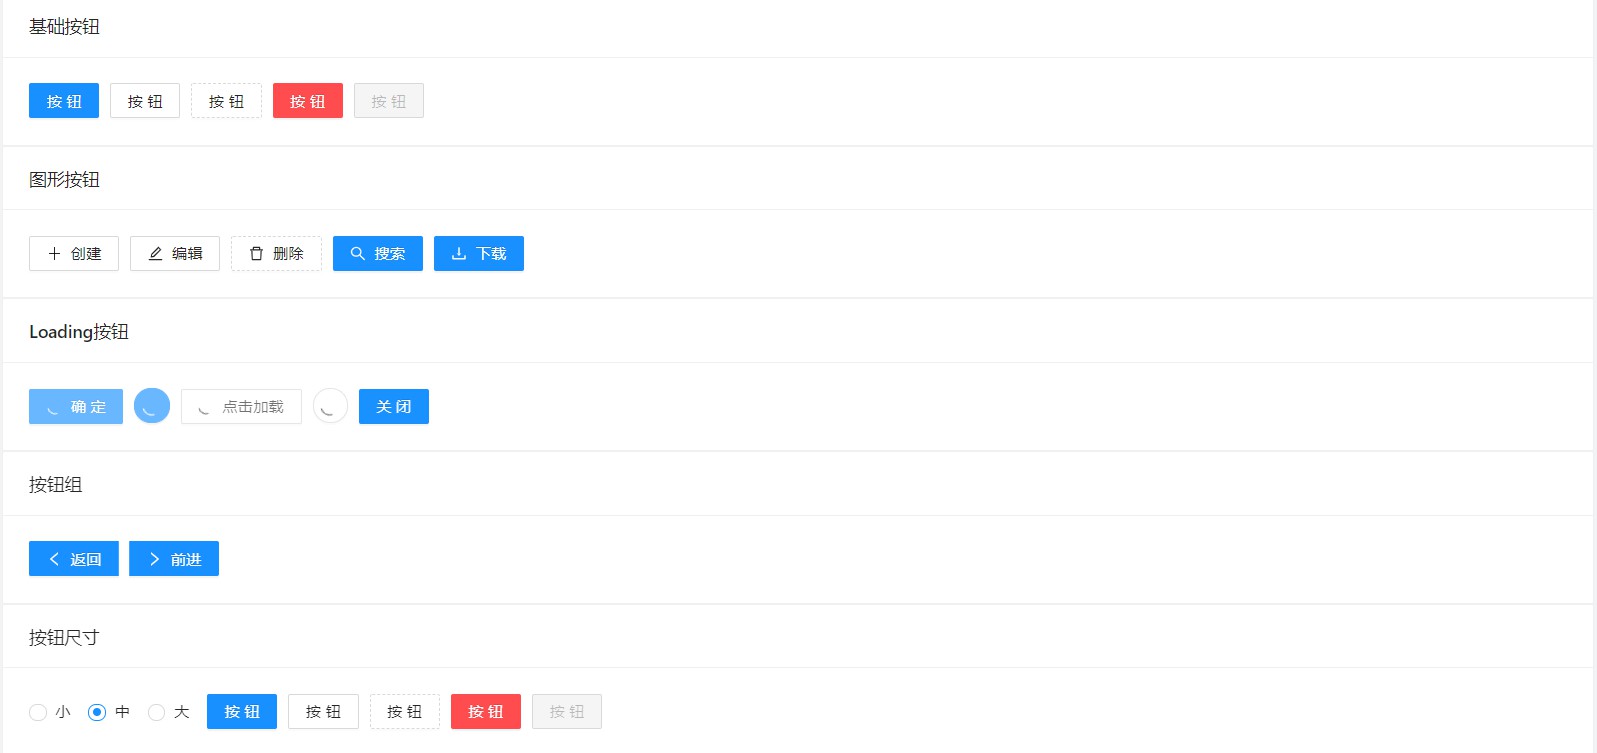 基础按钮
按 钮 按 钮 按 钮 按 钮 按 钮
图形按钮
创建 编辑 删除 搜索 下载
Loading按钮
确 定 点击加载 关 闭
按钮组
返回 前进
按钮尺寸
小 中 大 按 钮 按 钮 按 钮 按 钮 按 钮